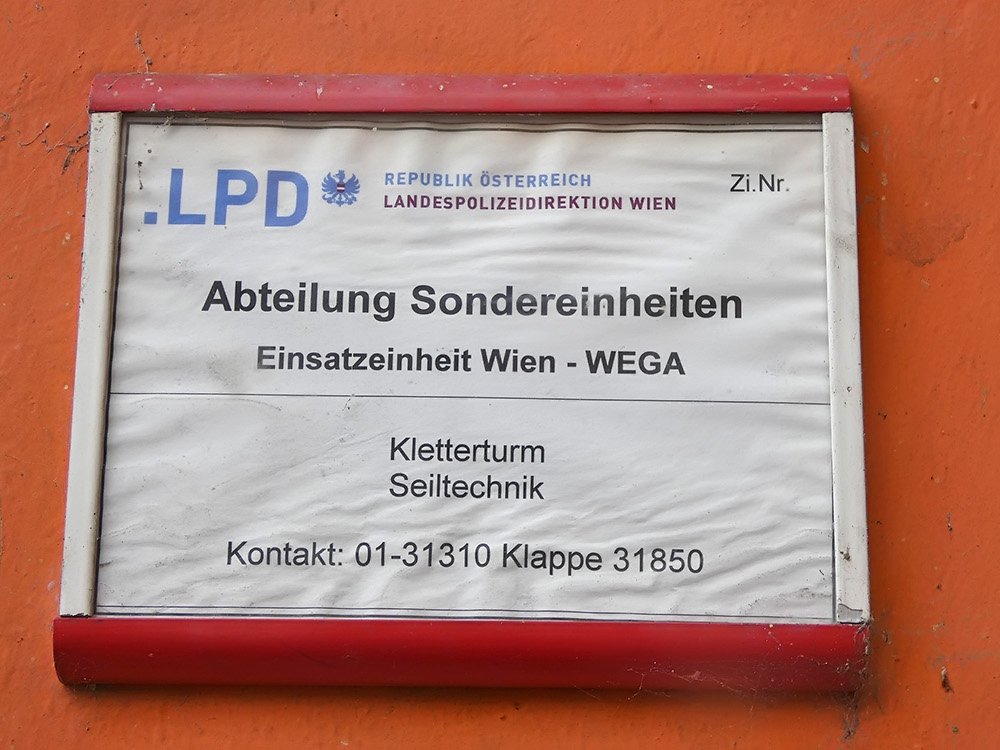 .LPD
REPUBLIK ÖSTERREICH
LANDESPOLIZEIDIREKTION WIEN
Zi.Nr.
Abteilung Sondereinheiten
Einsatzeinheit Wien - WEGA
Kletterturm
Seiltechnik
Kontakt: 01-31310 Klappe 31850